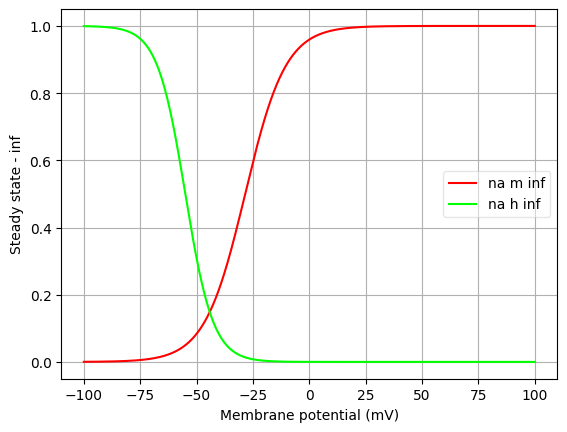 1.0
0.8
0.6
0.4
0.2
0.0
Steady state - inf
na m inf
na h inf
−100 −75 −50 −25 0 25 50 75 100
Membrane potential (mV)